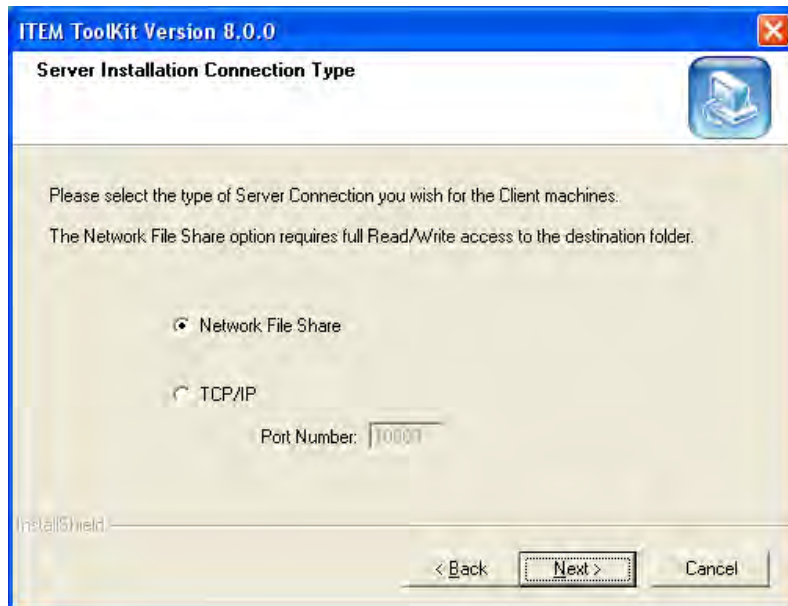 ITEM ToolKit Version 8.0.0
Server Installation Connection Type
Please select the type of Server Connection you wish for the Client machines.
The Network File Share option requires full Read/Write access to the destination folder.
Network File Share
TCP/IP
Port Number:
InstallShield
< Back Next > Cancel